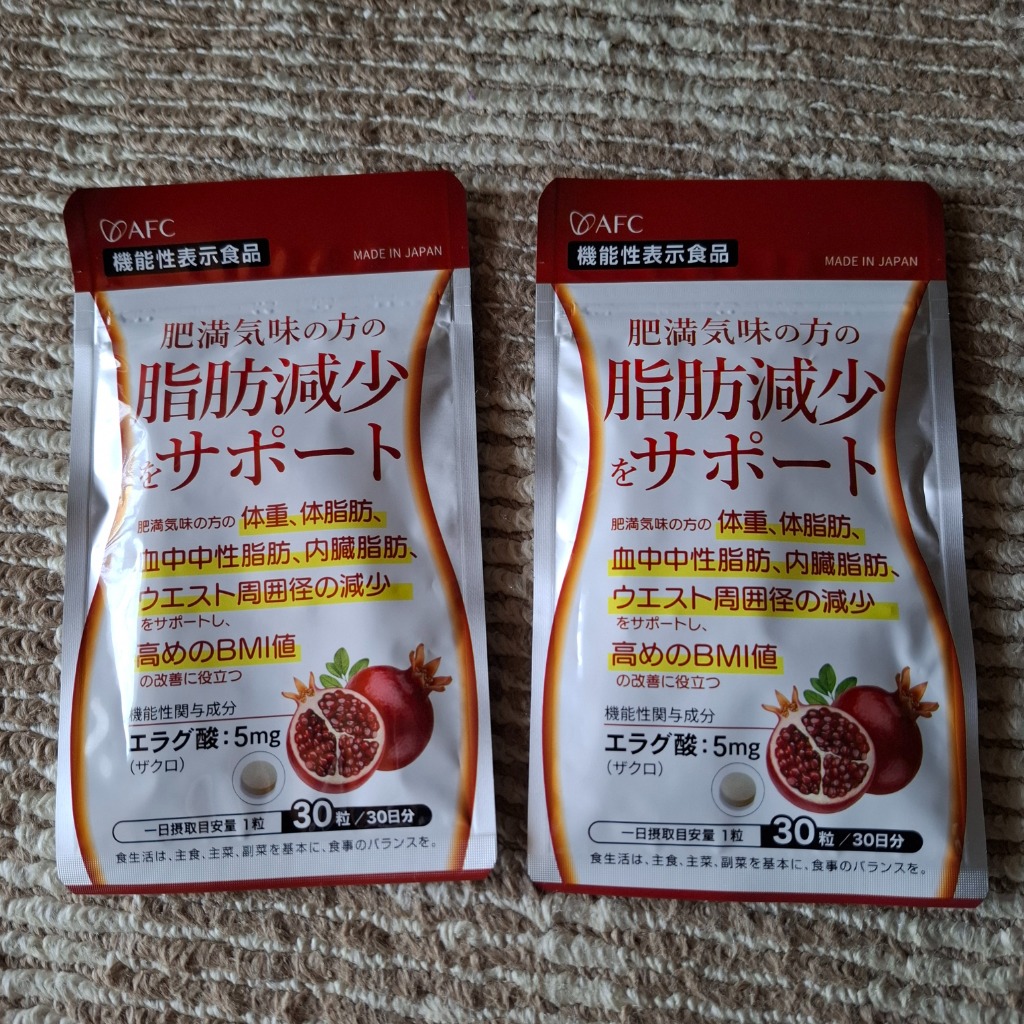 AFC
機能性表示食品
MADE IN JAPAN
肥満気味の方の
脂肪減少
をサポート
肥満気味の方の 体重、体脂肪、
血中中性脂肪、内臓脂肪、
ウエスト周囲径の減少
をサポートし、
高めのBMI値
の改善に役立つ
機能性関与成分
エラグ酸:5mg
(ザクロ)
一日摂取目安量 1粒 30粒/30日分
食生活は、主食、主菜、副菜を基本に、食事のバランスを。
AFC
機能性表示食品
MADE IN JAPAN
肥満気味の方の
脂肪減少
をサポート
肥満気味の方の 体重、体脂肪、
血中中性脂肪、内臓脂肪、
ウエスト周囲径の減少
をサポートし、
高めのBMI値
の改善に役立つ
機能性関与成分
エラグ酸:5mg
(ザクロ)
一日摂取目安量 1粒 30粒/30日分
食生活は、主食、主菜、副菜を基本に、食事のバランスを。